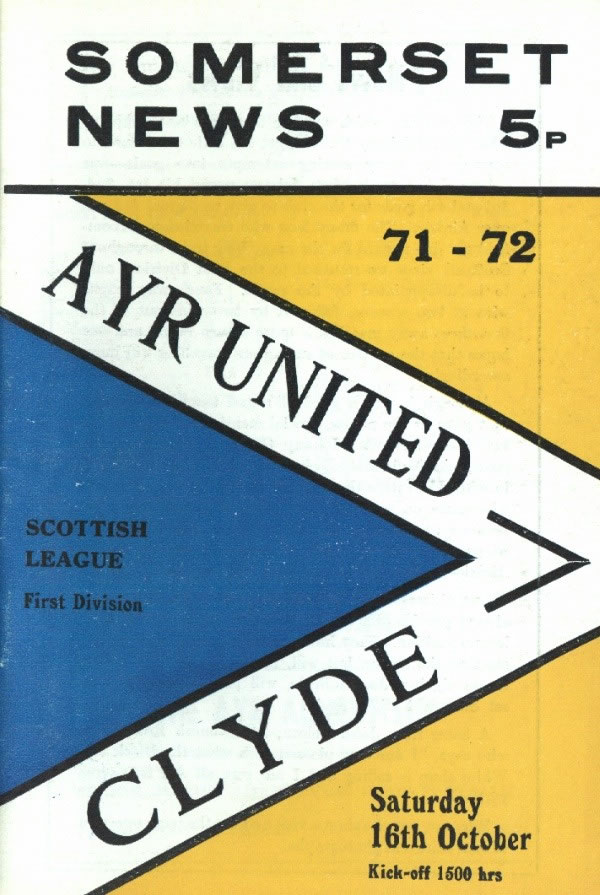 SOMERSET
NEWS 5P
71 - 72
AYR UNITED
SCOTTISH
LEAGUE
First Division
CLYDE
Saturday
16th October
Kick-off 1500 hrs